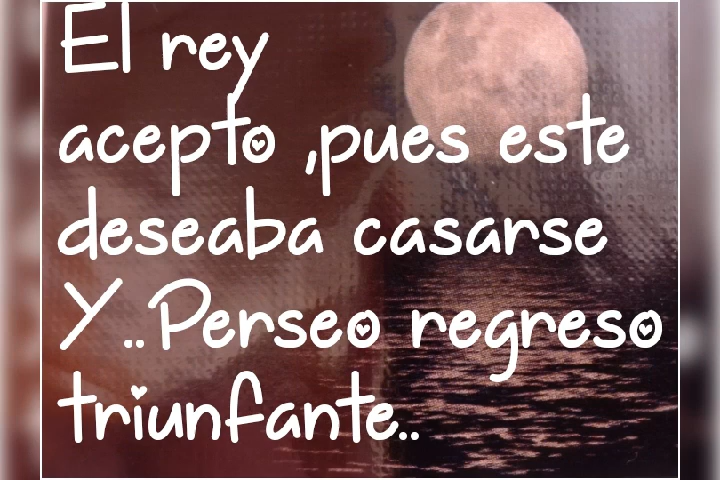 El rey
acepto ,pues este
deseaba casarse
Y..Perseo regreso
triunfante..